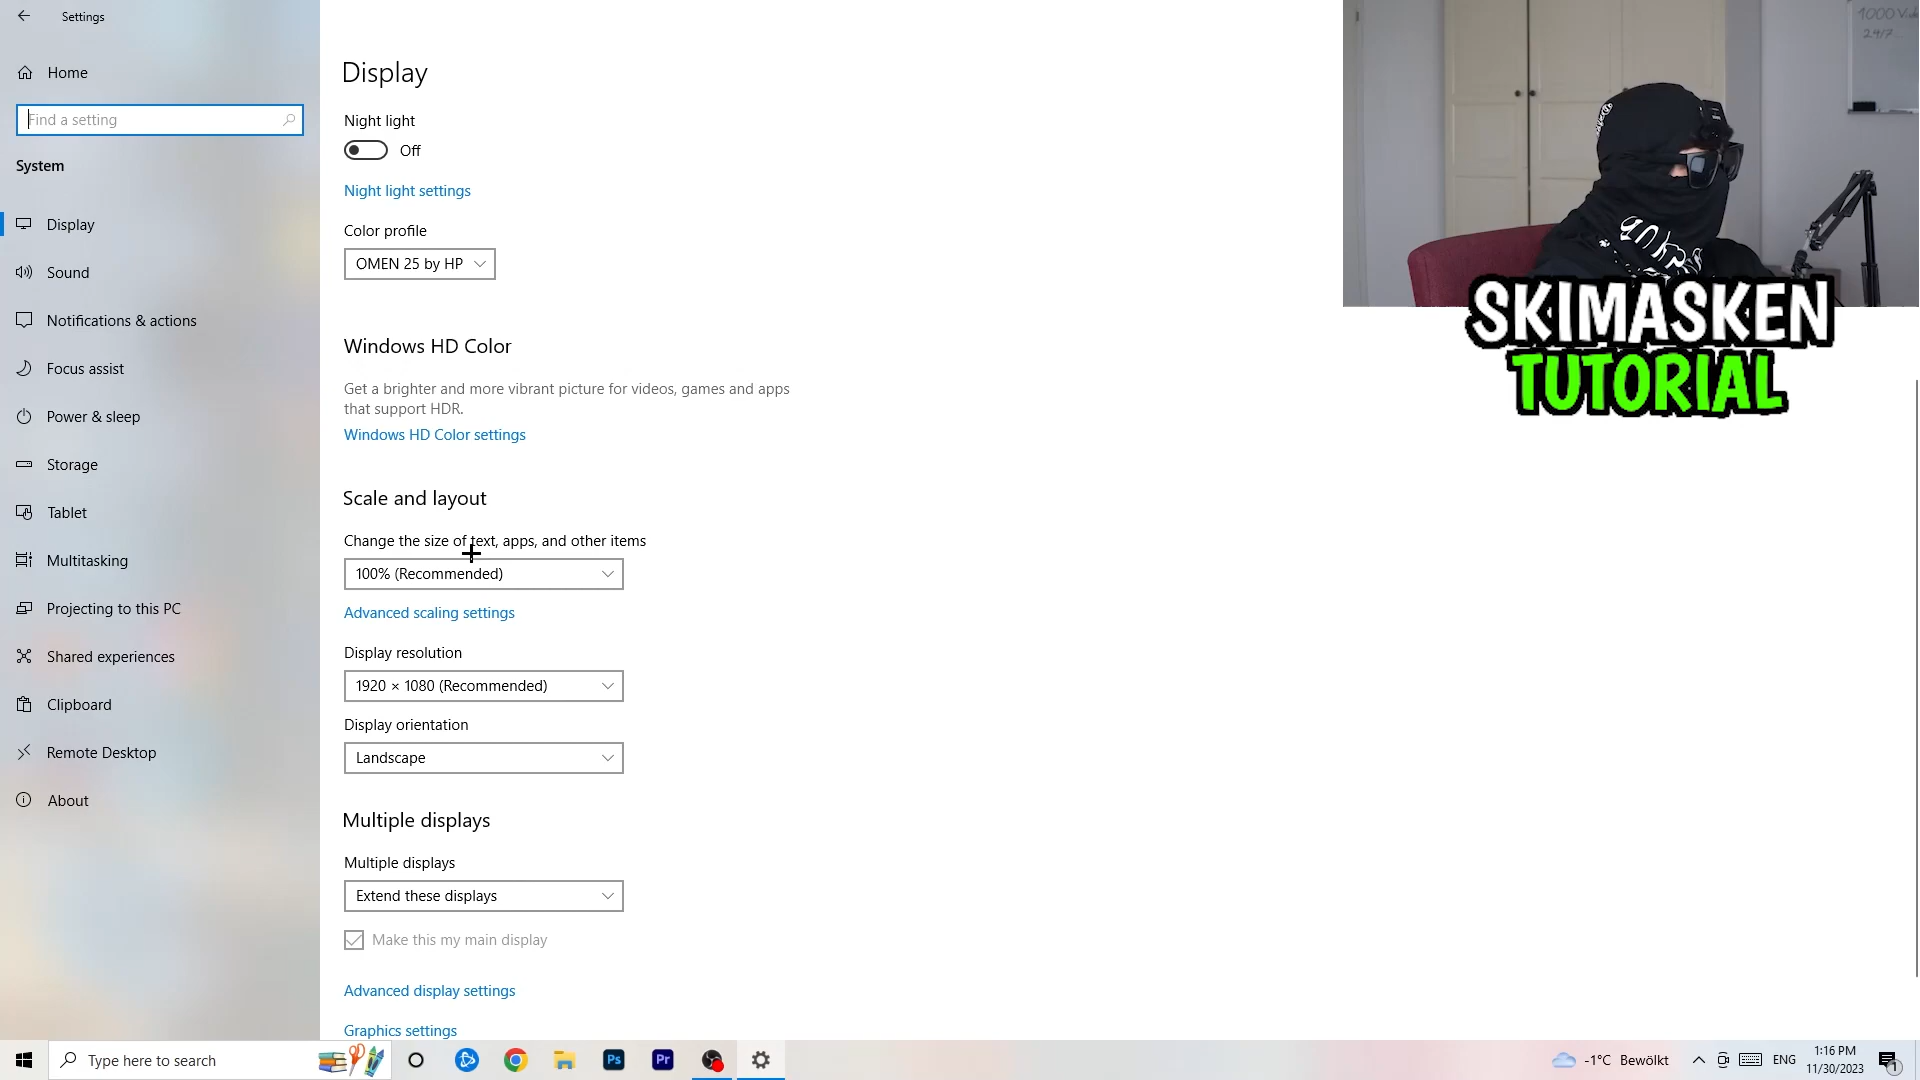 Settings
Home
Find a setting
System
Display
Sound
Notifications & actions
Focus assist
Power & sleep
Storage
Tablet
Multitasking
Projecting to this PC
Shared experiences
Clipboard
Remote Desktop
About
Display
Night light
Off
Night light settings
Color profile
OMEN 25 by HP
Windows HD Color
Get a brighter and more vibrant picture for videos, games and apps
that support HDR.
Windows HD Color settings
Scale and layout
Change the size of text, apps, and other items
100% (Recommended)
Advanced scaling settings
Display resolution
1920 × 1080 (Recommended)
Display orientation
Landscape
Multiple displays
Multiple displays
Extend these displays
Make this my main display
Advanced display settings
Graphics settings
24/7
SKIMASKEN
TUTORIAL
Type here to search
Ps
Pr
-1°C Bewölkt
ENG
1:16 PM
11/30/2023
1